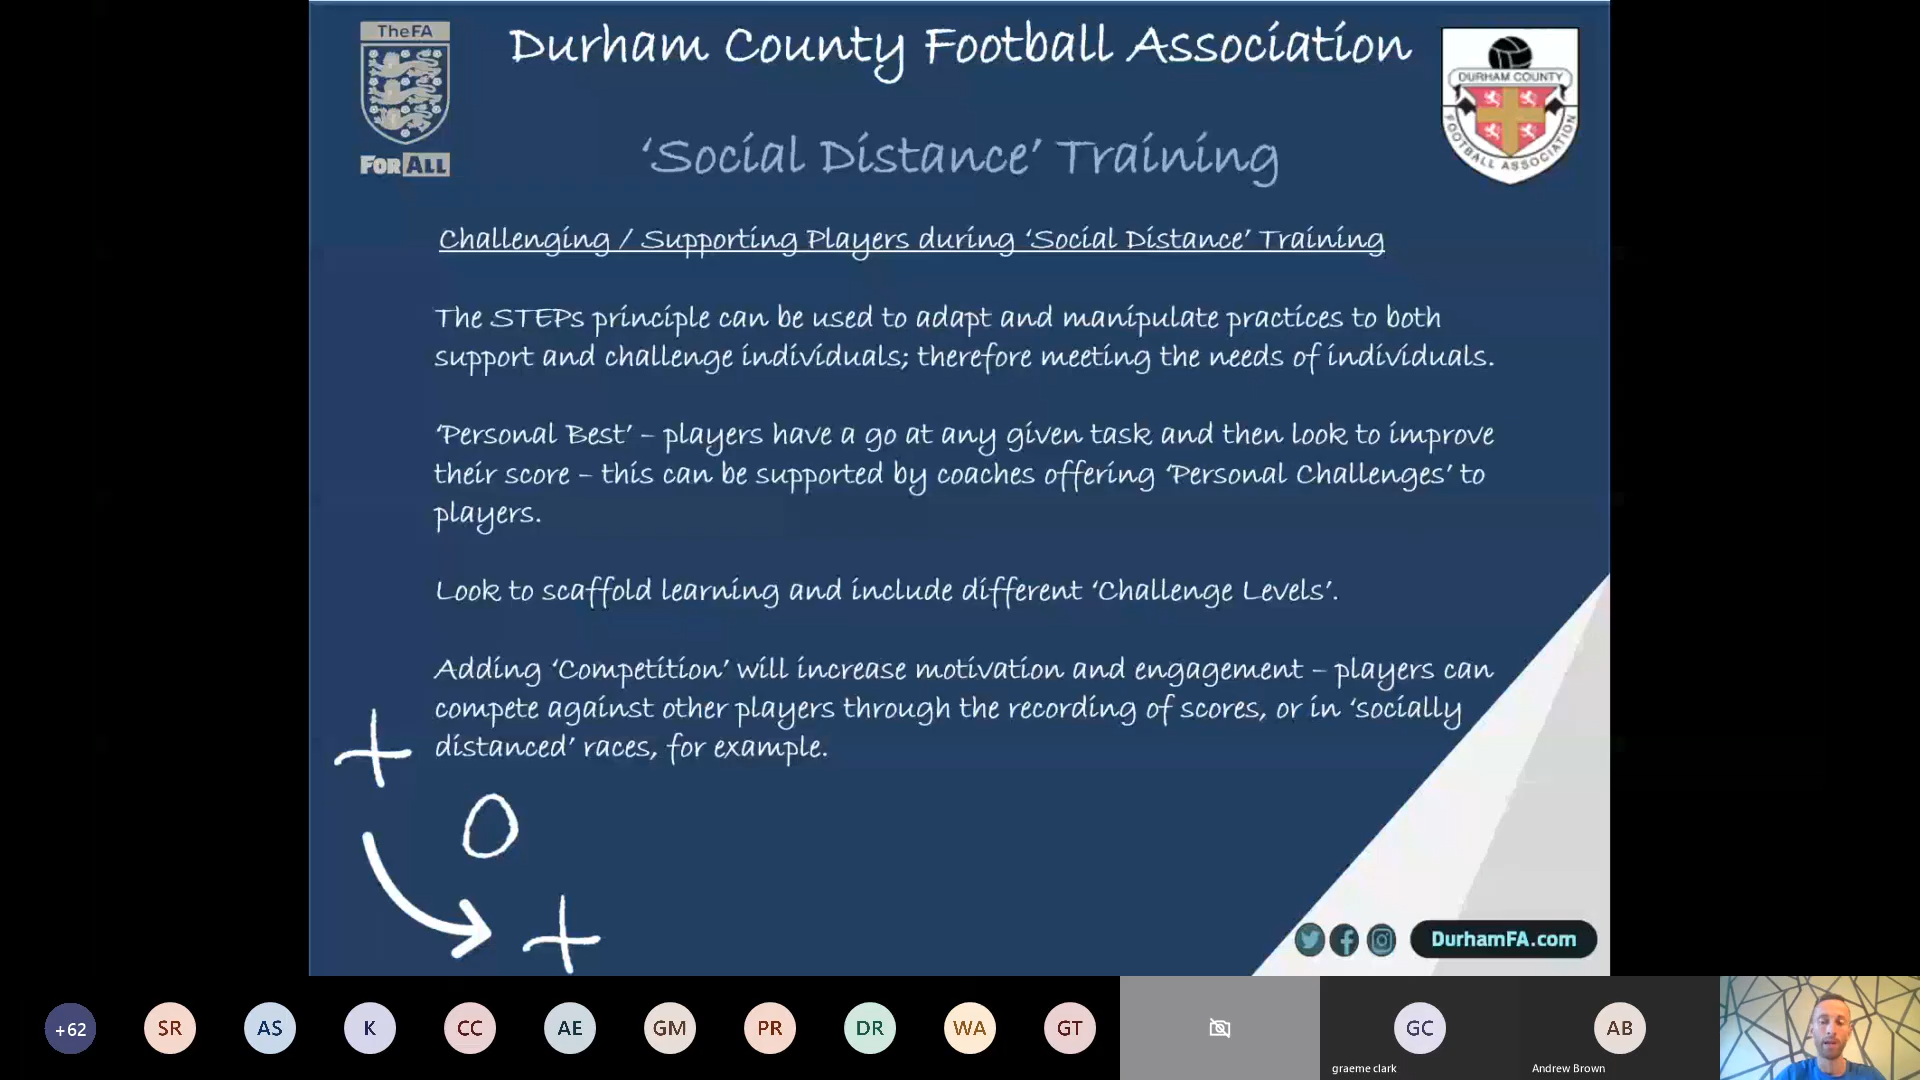 TheFA
FOR ALL
Durham County Football Association
DURHAM COUNTY
FOOTBALL ASSOCIATION
‘Social Distance’ Training
Challenging / Supporting Players during ‘Social Distance’ Training
The STEPs principle can be used to adapt and manipulate practices to both
support and challenge individuals; therefore meeting the needs of individuals.
‘Personal Best’ – players have a go at any given task and then look to improve
their score – this can be supported by coaches offering ‘Personal Challenges’ to
players.
Look to scaffold learning and include different ‘Challenge Levels’.
Adding ‘Competition’ will increase motivation and engagement – players can
compete against other players through the recording of scores, or in ‘socially
distanced’ races, for example.
DurhamFA.com
+62
SR
AS
K
CC
AE
GM
PR
DR
WA
GT
GC
graeme clark
AB
Andrew Brown